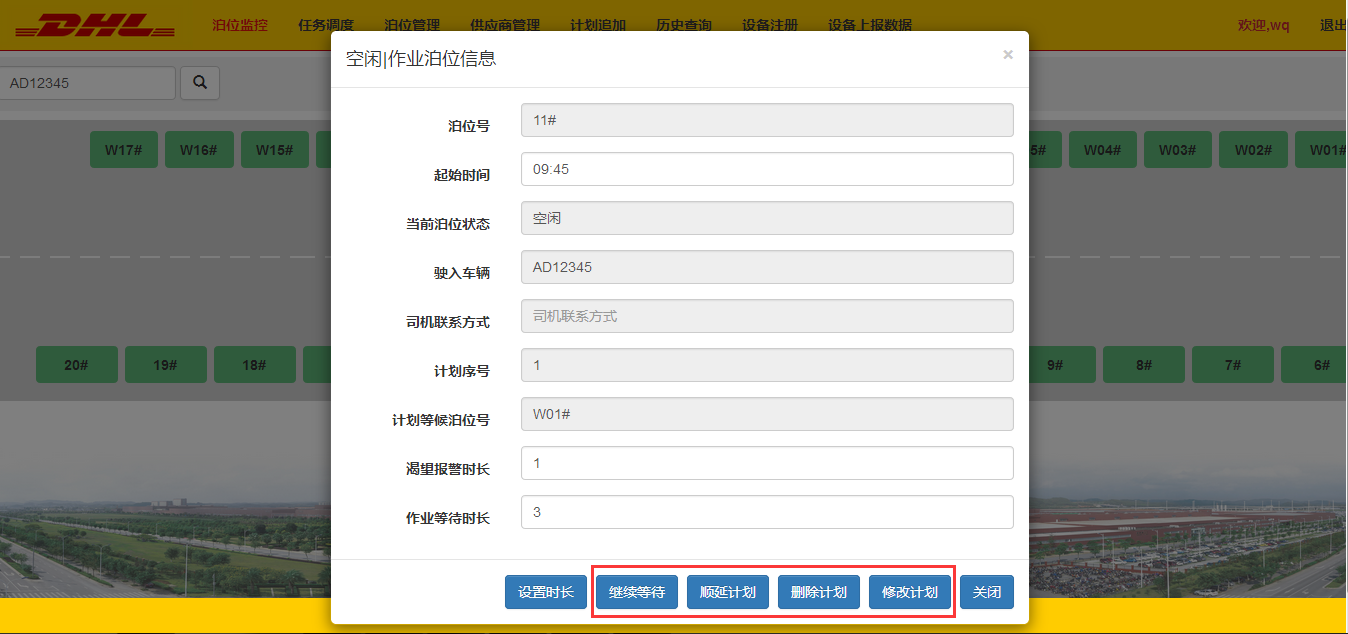 DHL 泊位监控 任务调度 泊位管理 供应商管理 计划追加 历史查询 设备注册 设备上报数据 欢迎,wq 退出
空闲|作业泊位信息 ×
AD12345
泊位号 11#
W17# W16# W15# 5# W04# W03# W02# W01#
起始时间 09:45
当前泊位状态 空闲
驶入车辆 AD12345
司机联系方式 司机联系方式
20# 19# 18# 9# 8# 7# 6#
计划序号 1
计划等候泊位号 W01#
渴望报警时长 1
作业等待时长 3
设置时长 继续等待 顺延计划 删除计划 修改计划 关闭